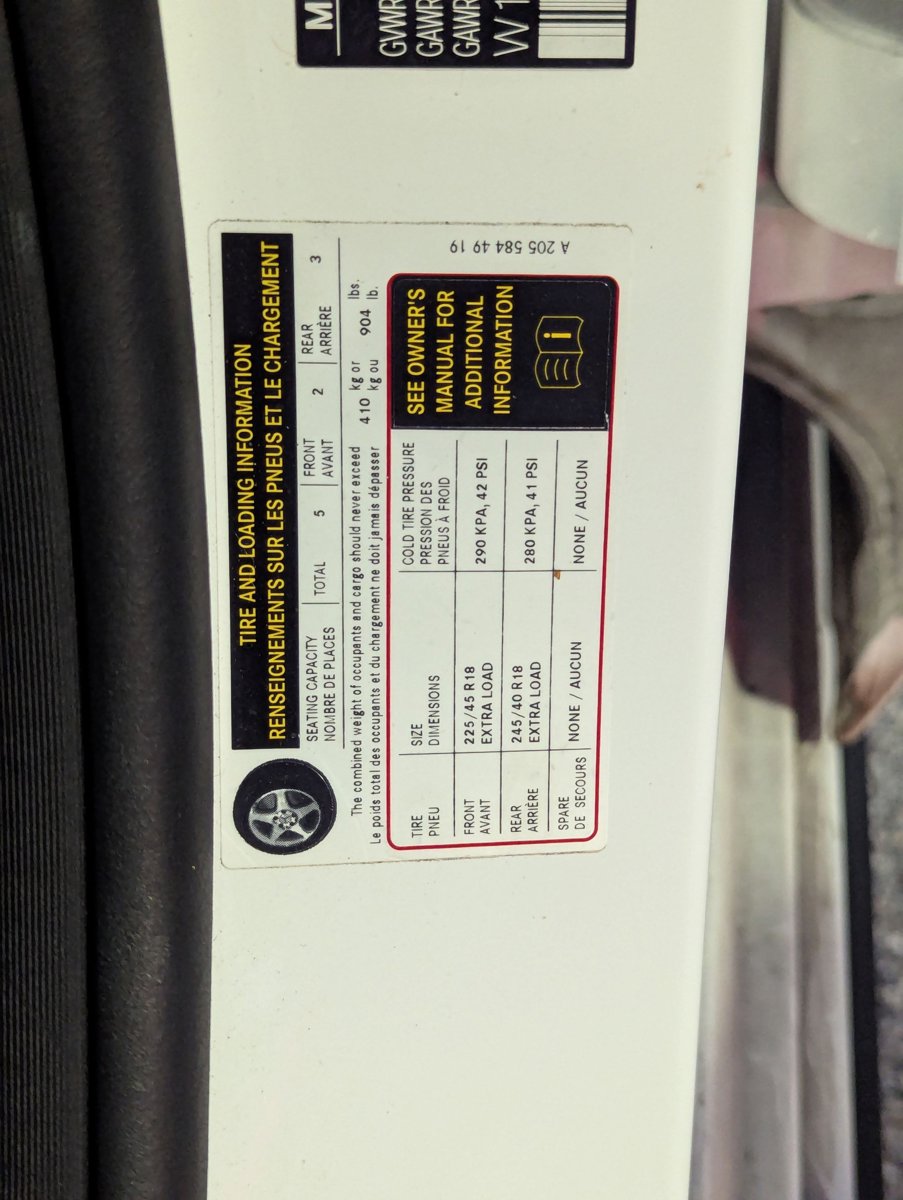 TIRE AND LOADING INFORMATION
RENSEIGNEMENTS SUR LES PNEUS ET LE CHARGEMENT
SEATING CAPACITY
NOMBRE DE PLACES
TOTAL 5
FRONT
AVANT
2
REAR
ARRIÈRE
3
The combined weight of occupants and cargo should never exceed 410 kg or 904 lbs.
Le poids total des occupants et du chargement ne doit jamais dépasser kg ou lb.
TIRE
PNEU
SIZE
DIMENSIONS
COLD TIRE PRESSURE
PRESSION DES
PNEUS À FROID
FRONT
AVANT
225/45 R18
EXTRA LOAD
290 KPA, 42 PSI
REAR
ARRIÈRE
245/40 R18
EXTRA LOAD
280 KPA, 41 PSI
SPARE
DE SECOURS
NONE / AUCUN
NONE / AUCUN
SEE OWNER'S
MANUAL FOR
ADDITIONAL
INFORMATION
i
A 205 584 49 19
M
GVWR
GAWR
GAWR
W1